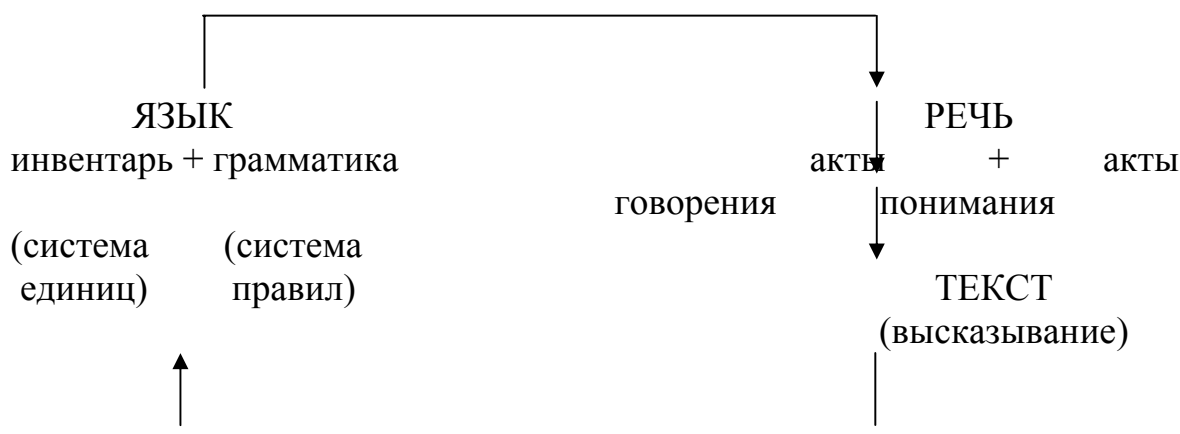 ЯЗЫК РЕЧЬ
инвентарь + грамматика акты + акты
говорения понимания
(система (система
единиц) правил) ТЕКСТ
(высказывание)